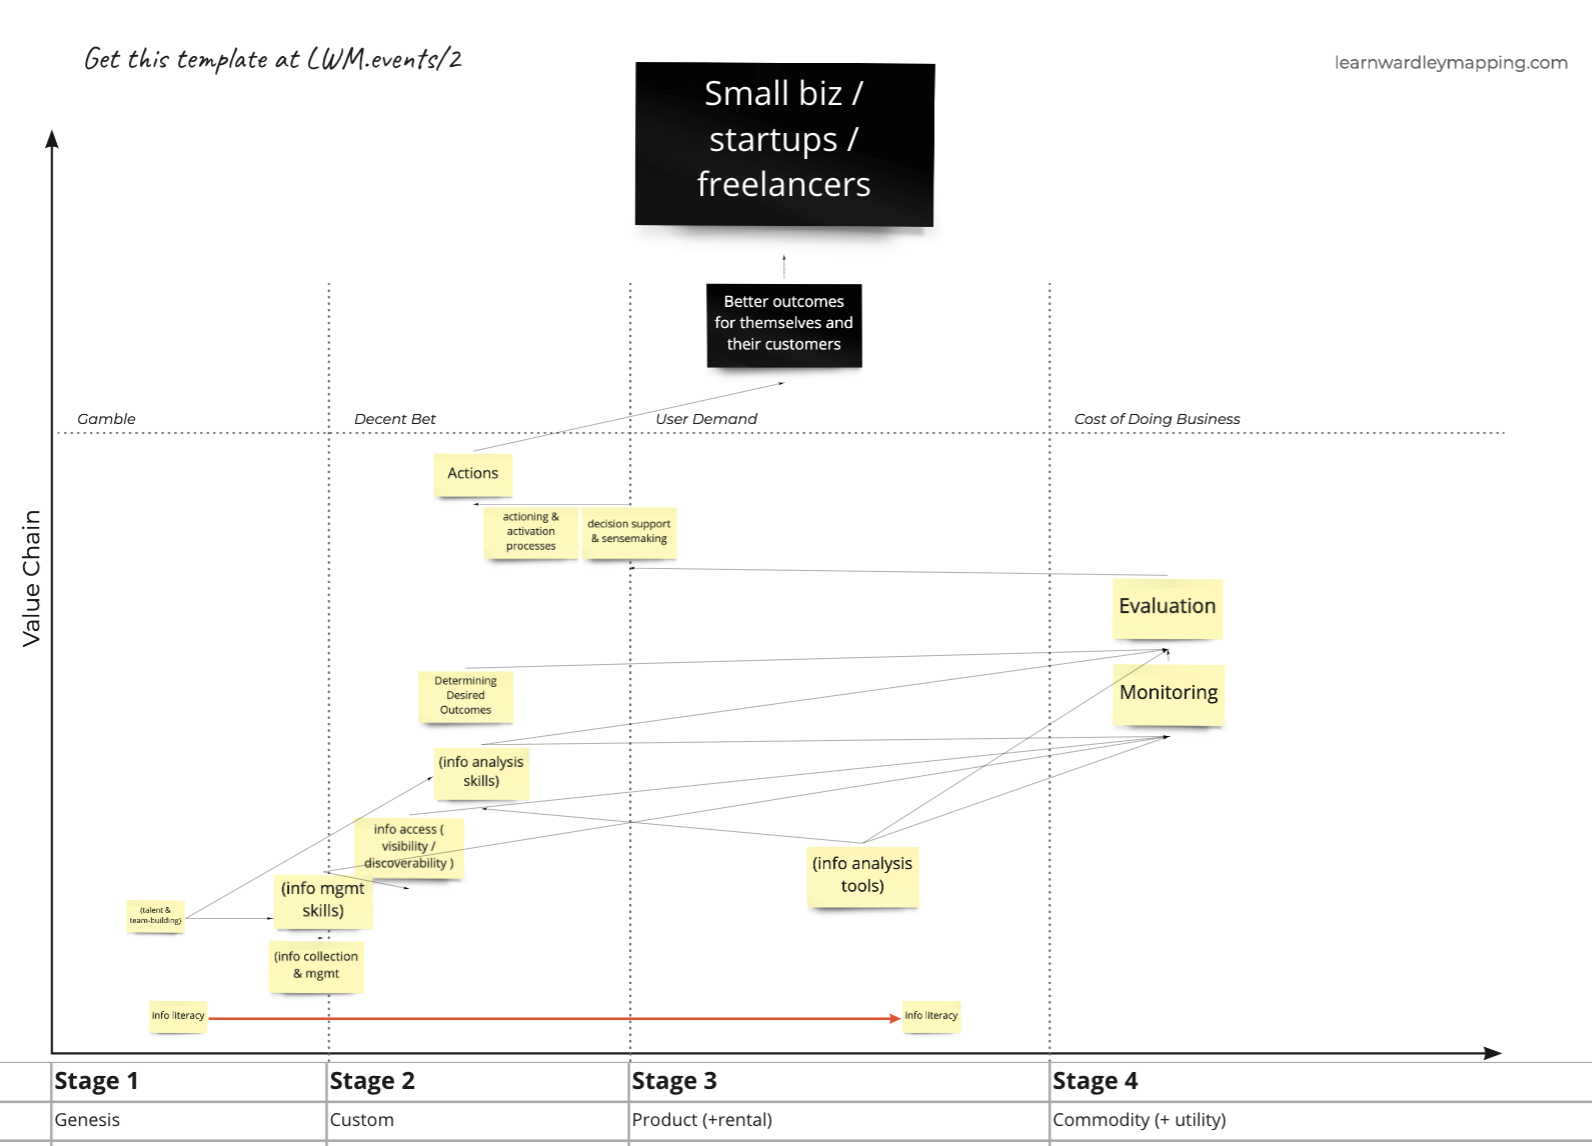 Get this template at LWM.events/2
learnwardleymapping.com
Small biz /
startups /
freelancers
Better outcomes
for themselves and
their customers
Gamble
Decent Bet
User Demand
Cost of Doing Business
Value Chain
Actions
actioning &
activation
processes
decision support
& sensemaking
Evaluation
Determining
Desired
Outcomes
Monitoring
(info analysis
skills)
info access (
visibility /
discoverability )
(info analysis
tools)
(info mgmt
skills)
(talent &
team-building)
(info collection
& mgmt
info literacy
info literacy
Stage 1
Stage 2
Stage 3
Stage 4
Genesis
Custom
Product (+rental)
Commodity (+ utility)